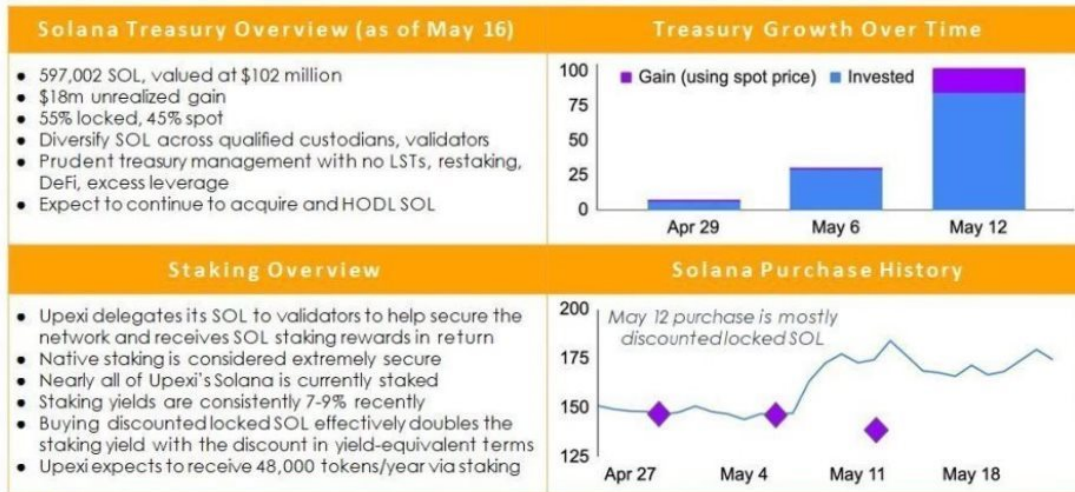 Solana Treasury Overview (as of May 16)
• 597,002 SOL, valued at $102 million
• $18m unrealized gain
• 55% locked, 45% spot
• Diversify SOL across qualified custodians, validators
• Prudent treasury management with no LSTs, restaking,
DeFi, excess leverage
• Expect to continue to acquire and HODL SOL
Treasury Growth Over Time
Gain (using spot price) Invested
100
75
50
25
0
Apr 29 May 6 May 12
Staking Overview
• Upexi delegates its SOL to validators to help secure the
network and receives SOL staking rewards in return
• Native staking is considered extremely secure
• Nearly all of Upexi's Solana is currently staked
• Staking yields are consistently 7-9% recently
• Buying discounted locked SOL effectively doubles the
staking yield with the discount in yield-equivalent terms
• Upexi expects to receive 48,000 tokens/year via staking
Solana Purchase History
200
May 12 purchase is mostly
discounted locked SOL
175
150
125
Apr 27 May 4 May 11 May 18